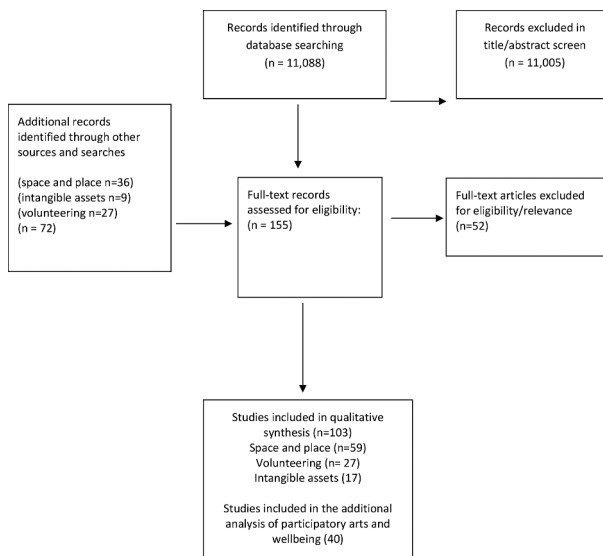 Records identified through
database searching
(n = 11,088)
Records excluded in
title/abstract screen
(n = 11,005)
Additional records
identified through other
sources and searches
(space and place n=36)
(intangible assets n=9)
(volunteering n=27)
(n = 72)
Full-text records
assessed for eligibility:
(n = 155)
Full-text articles excluded
for eligibility/relevance
(n=52)
Studies included in qualitative
synthesis (n=103)
Space and place (n=59)
Volunteering (n= 27)
Intangible assets (17)
Studies included in the additional
analysis of participatory arts and
wellbeing (40)